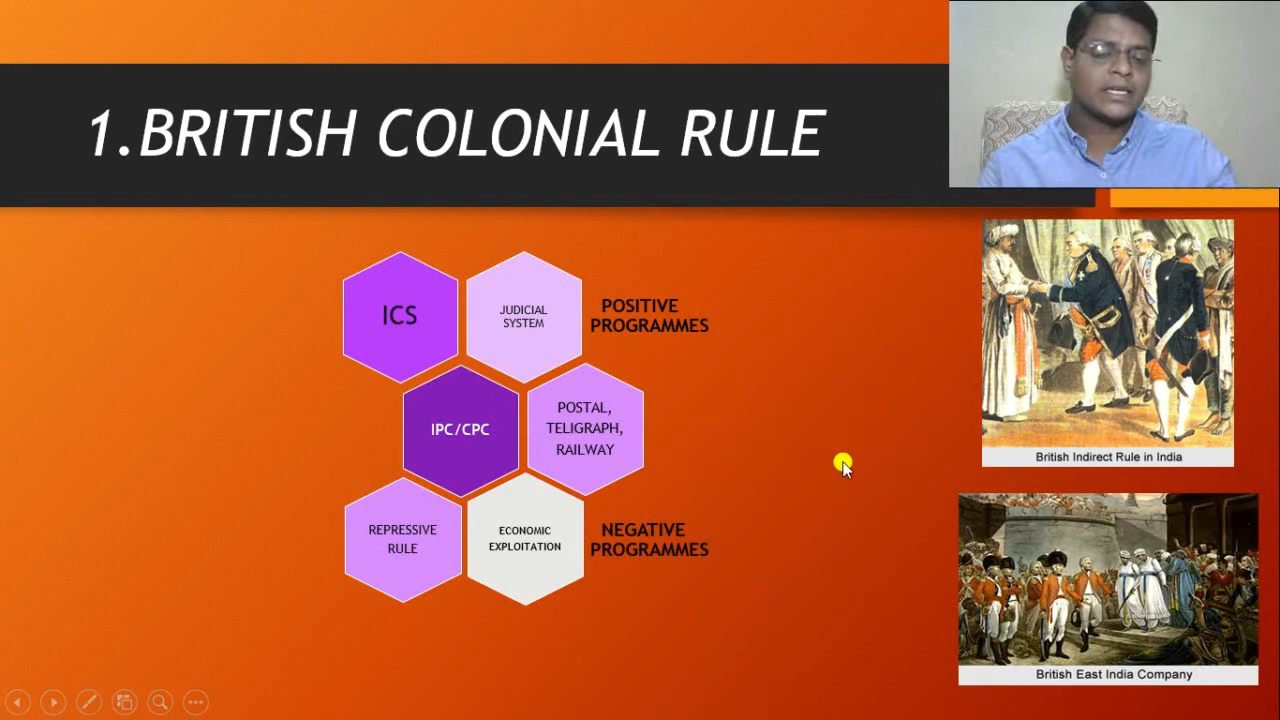 1.BRITISH COLONIAL RULE
ICS
JUDICIAL
SYSTEM
POSITIVE
PROGRAMMES
IPC/CPC
POSTAL,
TELIGRAPH,
RAILWAY
REPRESSIVE
RULE
ECONOMIC
EXPLOITATION
NEGATIVE
PROGRAMMES
British Indirect Rule in India
British East India Company